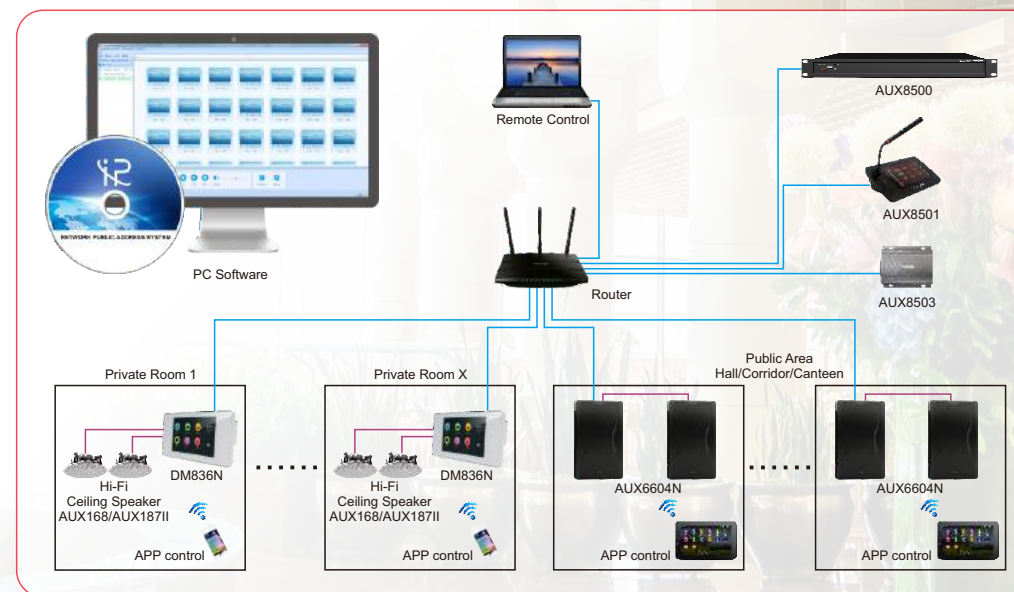 Remote Control
AUX8500
AUX8501
NETWORK PUBLIC ADDRESS SYSTEM
PC Software
Router
AUX8503
Public Area
Hall/Corridor/Canteen
Private Room 1
DM836N
Hi-Fi
Ceiling Speaker
AUX168/AUX187II
APP control
Private Room X
DM836N
Hi-Fi
Ceiling Speaker
AUX168/AUX187II
APP control
AUX6604N
APP control
AUX6604N
APP control